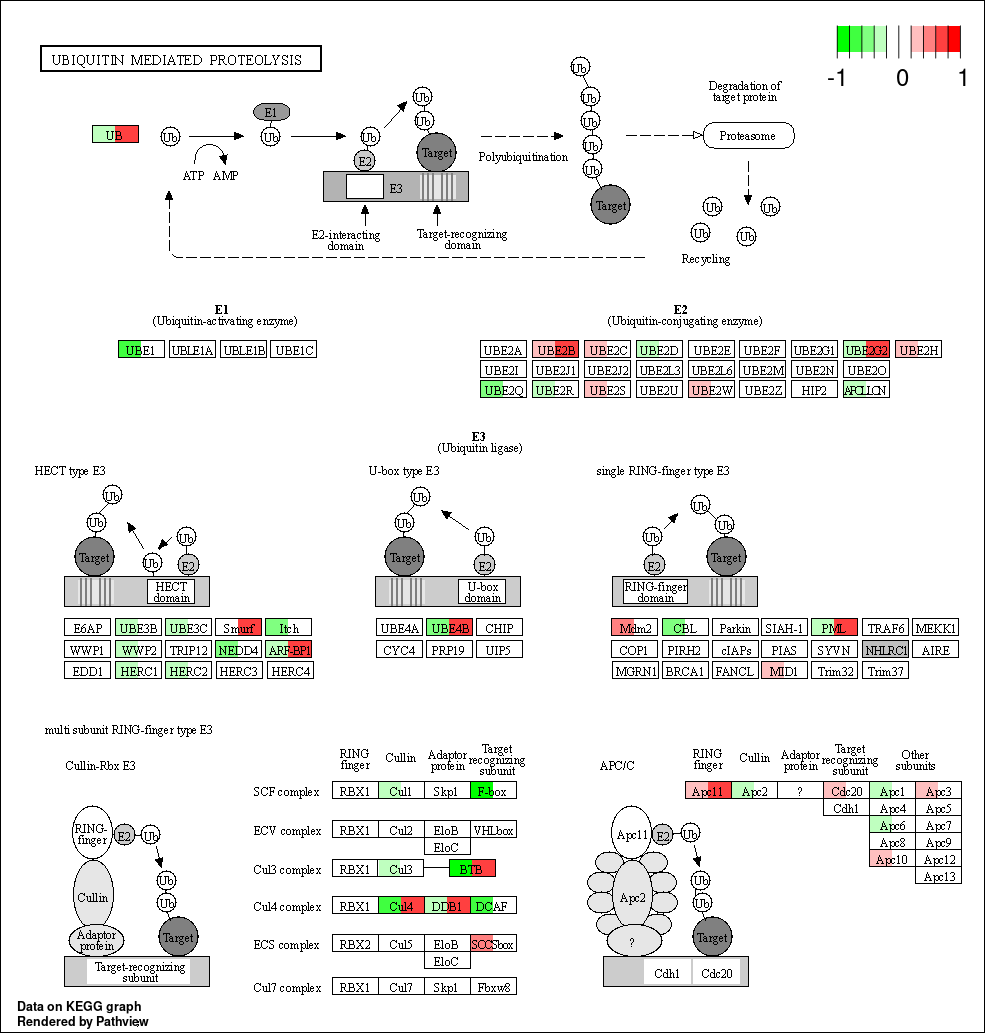 -1 0 1
UBIQUITIN MEDIATED PROTEOLYSIS
UB
Ub
ATP AMP
E1
Ub
Ub
E2
Ub
Ub
Target
E3
E2-interacting
domain
Target-recognizing
domain
Polyubiquitination
Ub
Ub
Ub
Ub
Ub
Target
Degradation of
target protein
Proteasome
Ub
Ub
Ub
Ub
Recycling
E1
(Ubiquitin-activating enzyme)
UBE1 UBLE1A UBLE1B UBE1C
E2
(Ubiquitin-conjugating enzyme)
UBE2A UBE2B UBE2C UBE2D UBE2E UBE2F UBE2G1 UBE2G2 UBE2H
UBE2I UBE2J1 UBE2J2 UBE2L3 UBE2L6 UBE2M UBE2N UBE2O
UBE2Q UBE2R UBE2S UBE2U UBE2W UBE2Z HIP2 AFCLLCN
E3
(Ubiquitin ligase)
HECT type E3
Ub
Ub
Target
Ub
Ub
E2
HECT
domain
E6AP UBE3B UBE3C Smurf Itch
WWP1 WWP2 TRIP12 NEDD4 ARF-BP1
EDD1 HERC1 HERC2 HERC3 HERC4
U-box type E3
Ub
Ub
Target
Ub
E2
U-box
domain
UBE4A UBE4B CHIP
CYC4 PRP19 UIP5
single RING-finger type E3
Ub
E2
Ub
Ub
Target
RING-finger
domain
Mdm2 CBL Parkin SIAH-1 PML TRAF6 MEKK1
COP1 PIRH2 cIAPs PIAS SYVN NHLRC1 AIRE
MGRN1 BRCA1 FANCL MID1 Trim32 Trim37
multi subunit RING-finger type E3
Cullin-Rbx E3
RING-
finger
E2
Ub
Cullin
Ub
Ub
Adaptor
protein
Target
Target-recognizing
subunit
RING
finger
Cullin
Adaptor
protein
Target
recognizing
subunit
SCF complex RBX1 Cul1 Skp1 F-box
ECV complex RBX1 Cul2 EloB VHLbox
EloC
Cul3 complex RBX1 Cul3 BTB
Cul4 complex RBX1 Cul4 DDB1 DCAF
ECS complex RBX2 Cul5 EloB SOCSbox
EloC
Cul7 complex RBX1 Cul7 Skp1 Fbxw8
APC/C
RING
finger
Cullin
Adaptor
protein
Target
recognizing
subunit
Other
subunits
Apc11 Apc2 ? Cdc20 Apc1 Apc3
Cdh1 Apc4 Apc5
Apc6 Apc7
Apc8 Apc9
Apc10 Apc12
Apc13
Apc11
E2
Ub
Apc2
Ub
Ub
?
Target
Cdh1 Cdc20
Data on KEGG graph
Rendered by Pathview